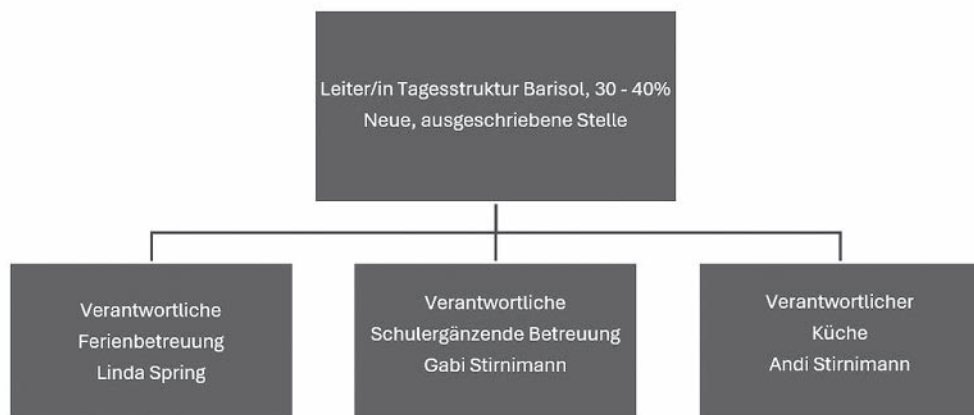 Leiter/in Tagesstruktur Barisol, 30 - 40%
Neue, ausgeschriebene Stelle
Verantwortliche
Ferienbetreuung
Linda Spring
Verantwortliche
Schulergänzende Betreuung
Gabi Stirnimann
Verantwortlicher
Küche
Andi Stirnimann